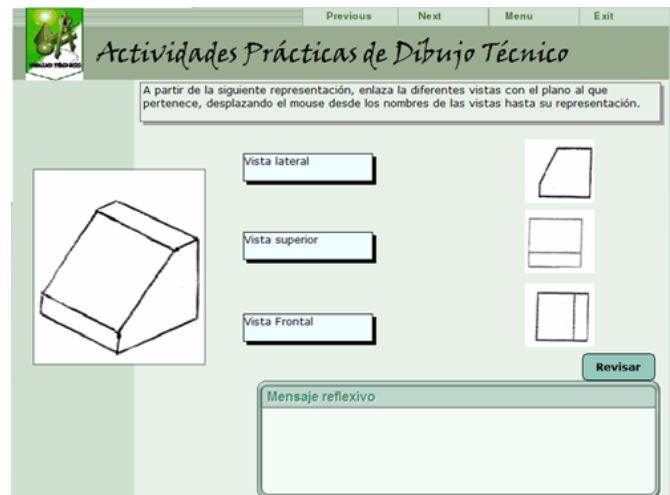 Previous
Next
Menu
Exit
DIBUJO TÉCNICO
Actividades Prácticas de Dibujo Técnico
A partir de la siguiente representación, enlaza la diferentes vistas con el plano al que
pertenece, desplazando el mouse desde los nombres de las vistas hasta su representación.
Vista lateral
Vista superior
Vista Frontal
Revisar
Mensaje reflexivo